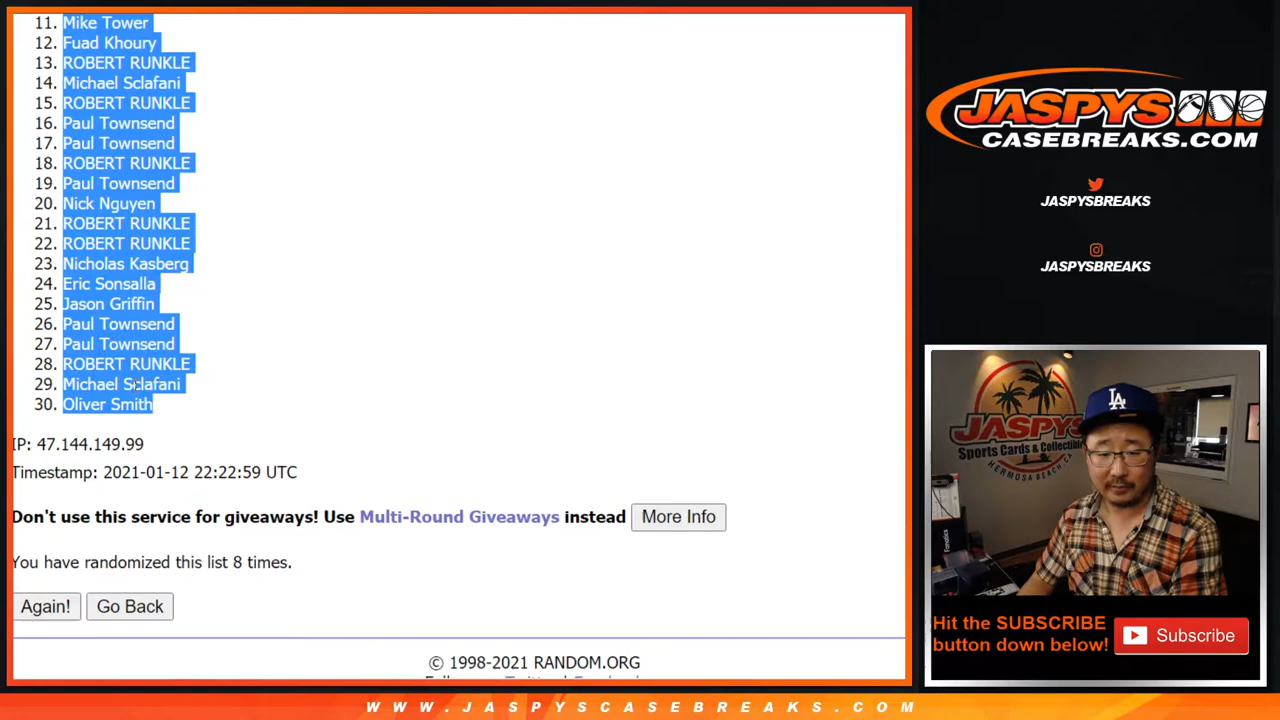 11. Mike Tower
12. Fuad Khoury
13. ROBERT RUNKLE
14. Michael Sclafani
15. ROBERT RUNKLE
16. Paul Townsend
17. Paul Townsend
18. ROBERT RUNKLE
19. Paul Townsend
20. Nick Nguyen
21. ROBERT RUNKLE
22. ROBERT RUNKLE
23. Nicholas Kasberg
24. Eric Sonsalla
25. Jason Griffin
26. Paul Townsend
27. Paul Townsend
28. ROBERT RUNKLE
29. Michael Sclafani
30. Oliver Smith
IP: 47.144.149.99
Timestamp: 2021-01-12 22:22:59 UTC
Don't use this service for giveaways! Use Multi-Round Giveaways instead More Info
You have randomized this list 8 times.
Again! Go Back
© 1998-2021 RANDOM.ORG
JASPYS
CASEBREAKS.COM
JASPYSBREAKS
JASPYSBREAKS
JASPYS
Sports Cards & Collectibles
HERMOSA BEACH, CA
LA
Fanatics
Hit the SUBSCRIBE
button down below!
Subscribe
WWW.JASPYSCASEBREAKS.COM